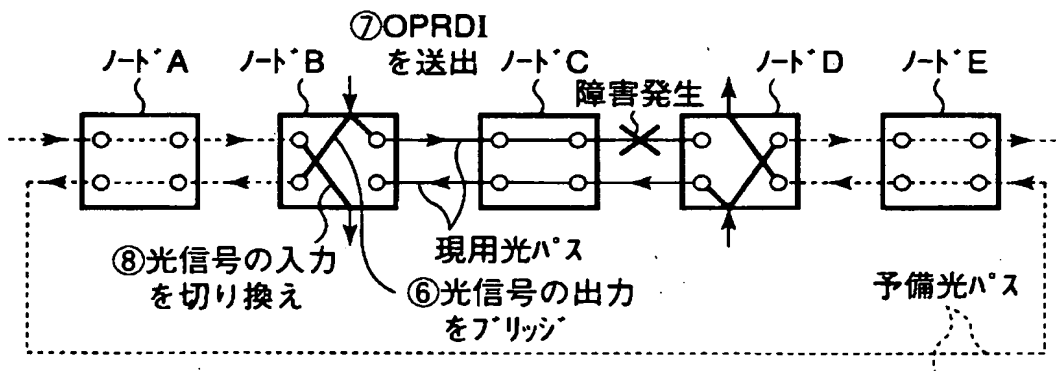 ⑦OPRDI
を送出
ノードA
ノードB
ノードC
ノードD
ノードE
障害発生
現用光パス
⑧光信号の入力
を切り換え
⑥光信号の出力
をブリッジ
予備光パス